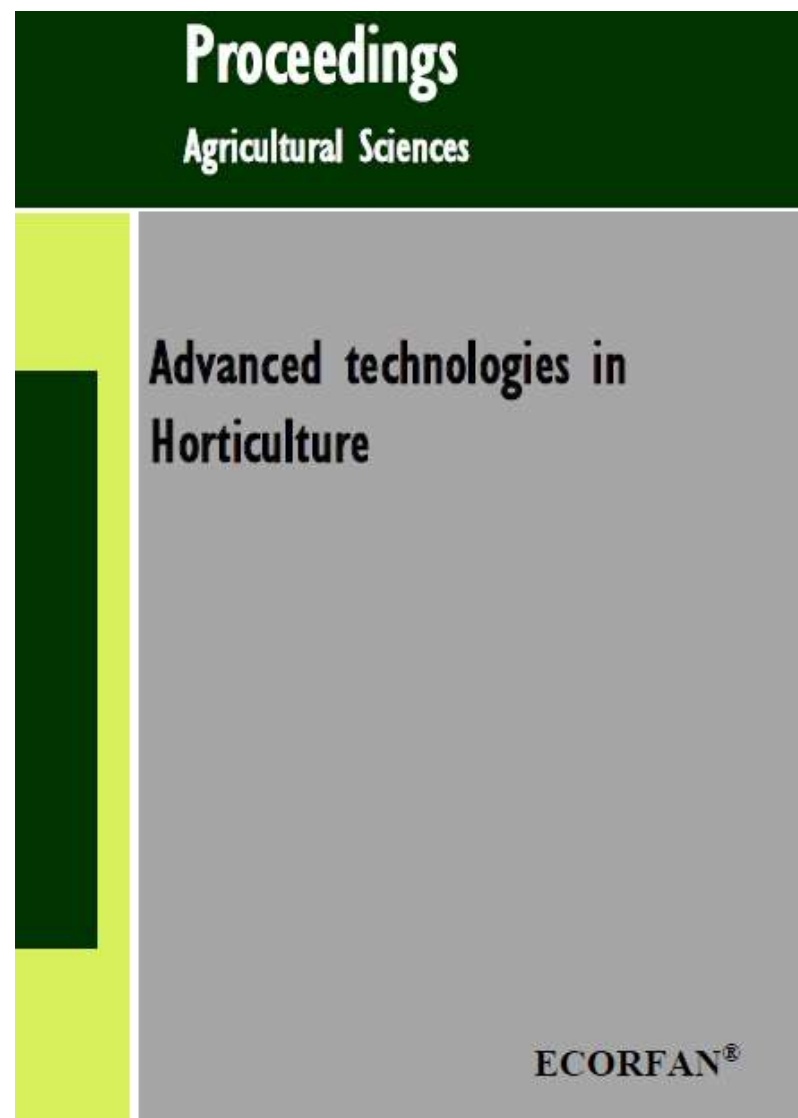 Proceedings
Agricultural Sciences
Advanced technologies in
Horticulture
ECORFAN®